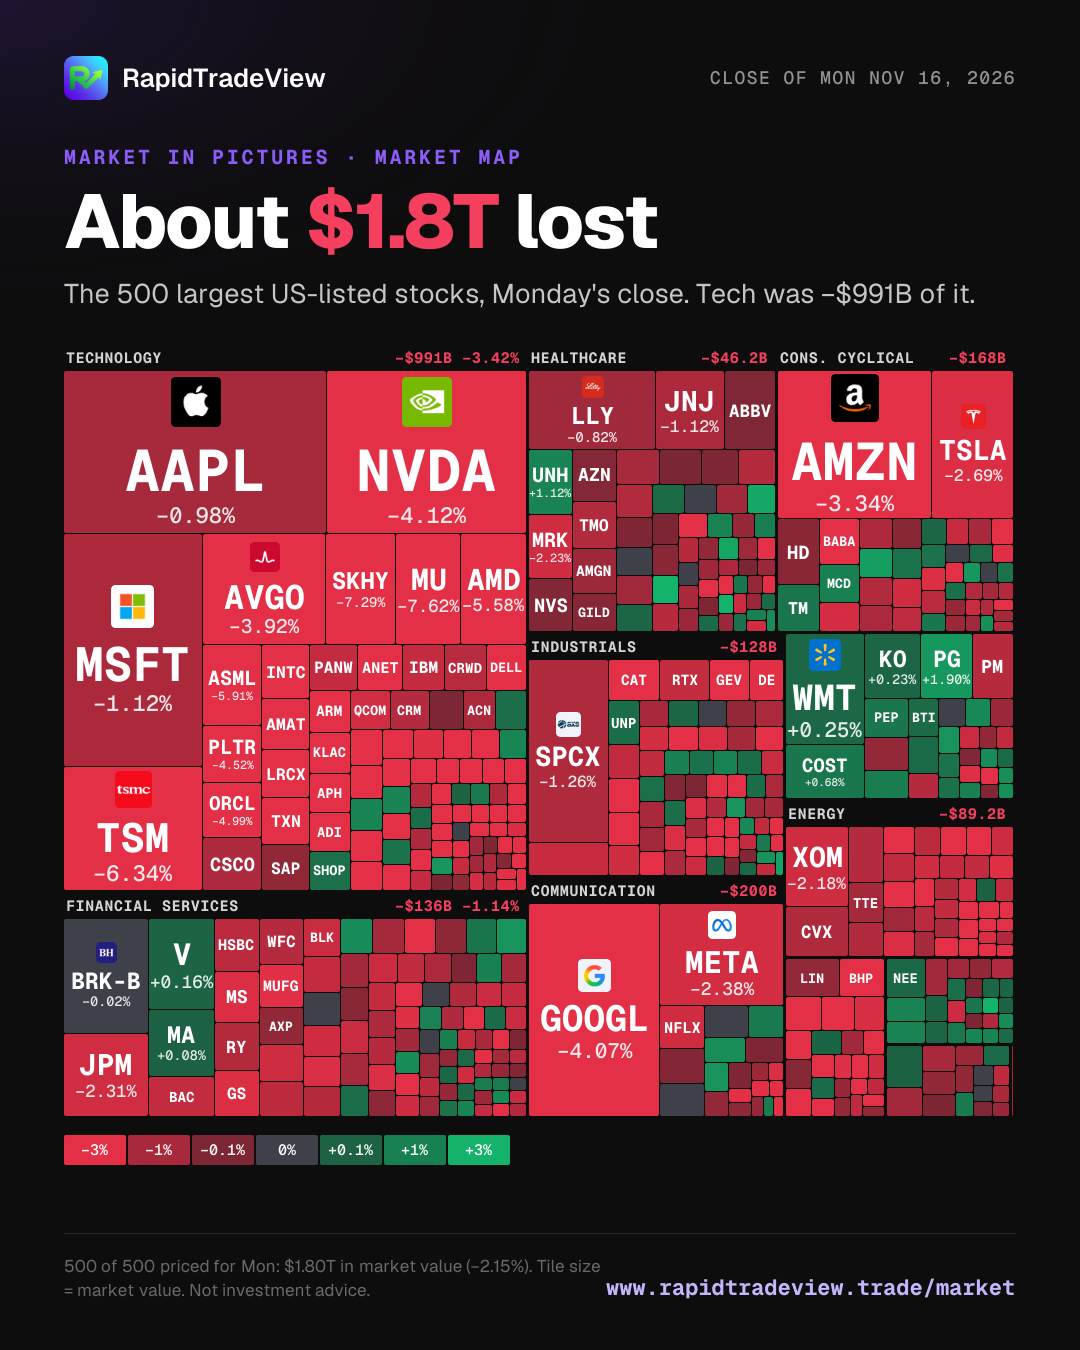 RapidTradeView
CLOSE OF MON NOV 16, 2026
MARKET IN PICTURES · MARKET MAP
About $1.8T lost
The 500 largest US-listed stocks, Monday's close. Tech was −$991B of it.
TECHNOLOGY −$991B −3.42%
AAPL
−0.98%
NVDA
−4.12%
MSFT
−1.12%
AVGO
−3.92%
SKHY
−7.29%
MU
−7.62%
AMD
−5.58%
TSMC
TSM
−6.34%
ASML
−5.91%
INTC
PANW
ANET
IBM
CRWD
DELL
AMAT
ARM
QCOM
CRM
ACN
PLTR
−4.52%
KLAC
LRCX
ORCL
−4.99%
APH
TXN
ADI
CSCO
SAP
SHOP
HEALTHCARE −$46.2B
Lilly
LLY
−0.82%
JNJ
−1.12%
ABBV
UNH
+1.12%
AZN
MRK
−2.23%
TMO
AMGN
NVS
GILD
CONS. CYCLICAL −$168B
a
AMZN
−3.34%
TSLA
−2.69%
HD
BABA
MCD
TM
INDUSTRIALS −$128B
SPCX
−1.26%
CAT
RTX
GEV
DE
UNP
WMT
+0.25%
KO
+0.23%
PG
+1.90%
PM
PEP
BTI
COST
+0.68%
ENERGY −$89.2B
XOM
−2.18%
TTE
CVX
FINANCIAL SERVICES −$136B −1.14%
BH
BRK-B
−0.02%
V
+0.16%
HSBC
WFC
BLK
MS
MUFG
MA
+0.08%
AXP
JPM
−2.31%
RY
BAC
GS
COMMUNICATION −$200B
GOOGL
−4.07%
META
−2.38%
NFLX
LIN
BHP
NEE
−3%
−1%
−0.1%
0%
+0.1%
+1%
+3%
500 of 500 priced for Mon: $1.80T in market value (−2.15%). Tile size
= market value. Not investment advice.
www.rapidtradeview.trade/market